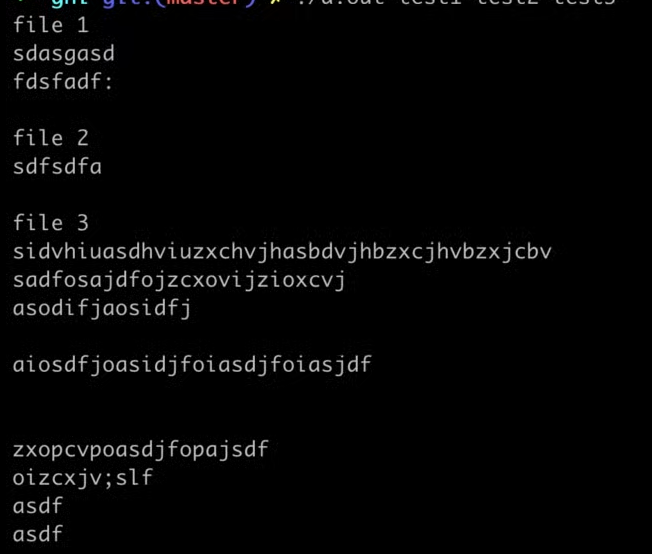 gnl git:(master) ✗ ./a.out test1 test2 test3
file 1
sdasgasd
fdsfadf:
file 2
sdfsdfa
file 3
sidvhiuasdhviuzxchvjhasbdvjhbzxcjhvbzxjcbv
sadfosajdfojzcxovijzioxcvj
asodifjaosidfj
aiosdfjoasidjfoiasdjfoiasjdf
zxopcvpoasdjfopajsdf
oizcxjv;slf
asdf
asdf